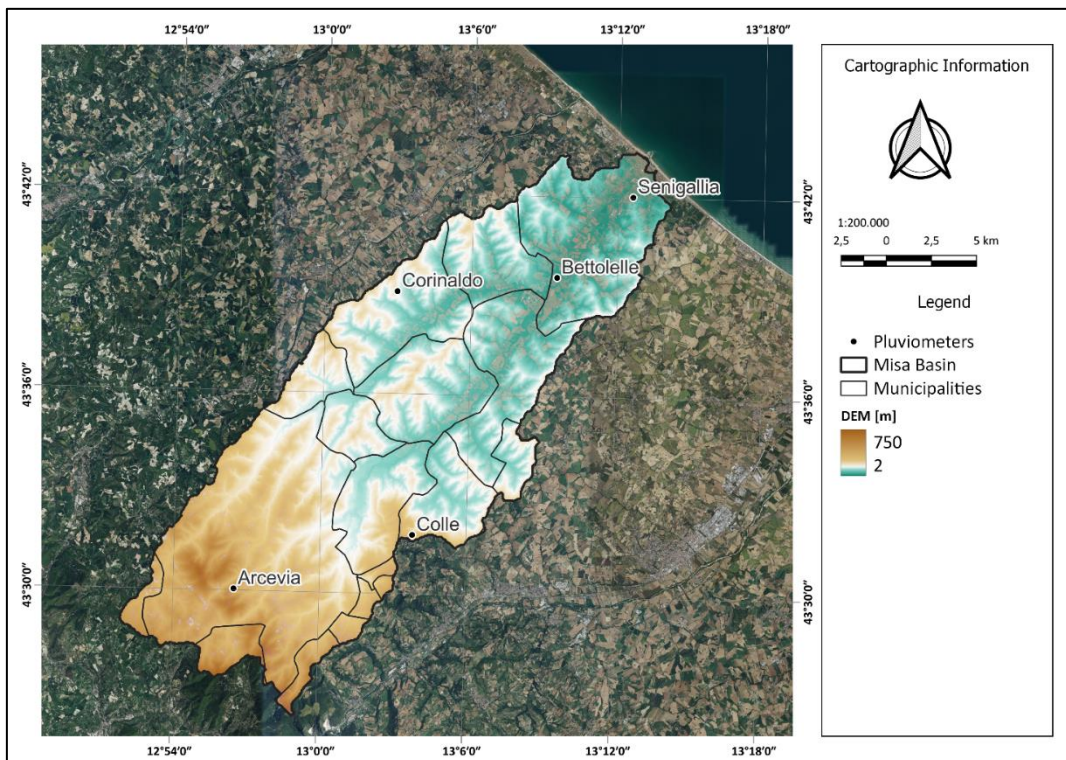 12°54'0'' 13°0'0'' 13°6'0'' 13°12'0'' 13°18'0''
43°42'0''
43°36'0''
43°30'0''
Senigallia
Bettolelle
Corinaldo
Colle
Arcevia
43°42'0''
43°36'0''
43°30'0''
12°54'0'' 13°0'0'' 13°6'0'' 13°12'0'' 13°18'0''
Cartographic Information
1:200.000
2,5 0 2,5 5 km
Legend
Pluviometers
Misa Basin
Municipalities
DEM [m]
750
2